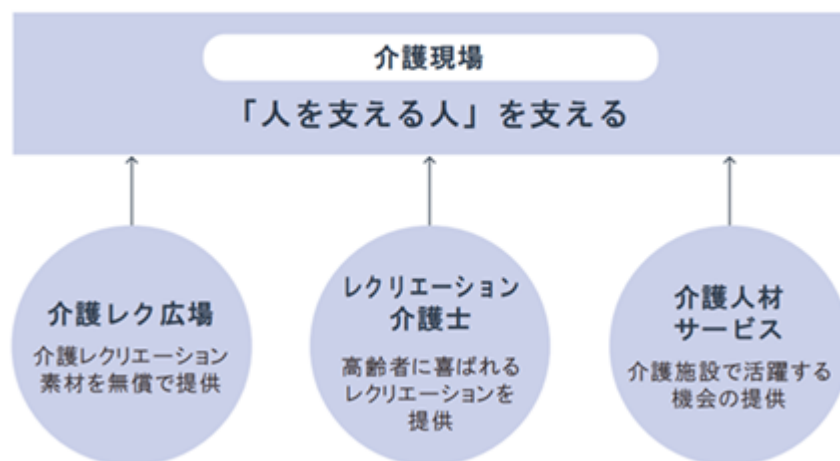 介護現場
「人を支える人」を支える
介護レク広場
介護レクリエーション
素材を無償で提供
レクリエーション
介護士
高齢者に喜ばれる
レクリエーションを
提供
介護人材
サービス
介護施設で活躍する
機会の提供